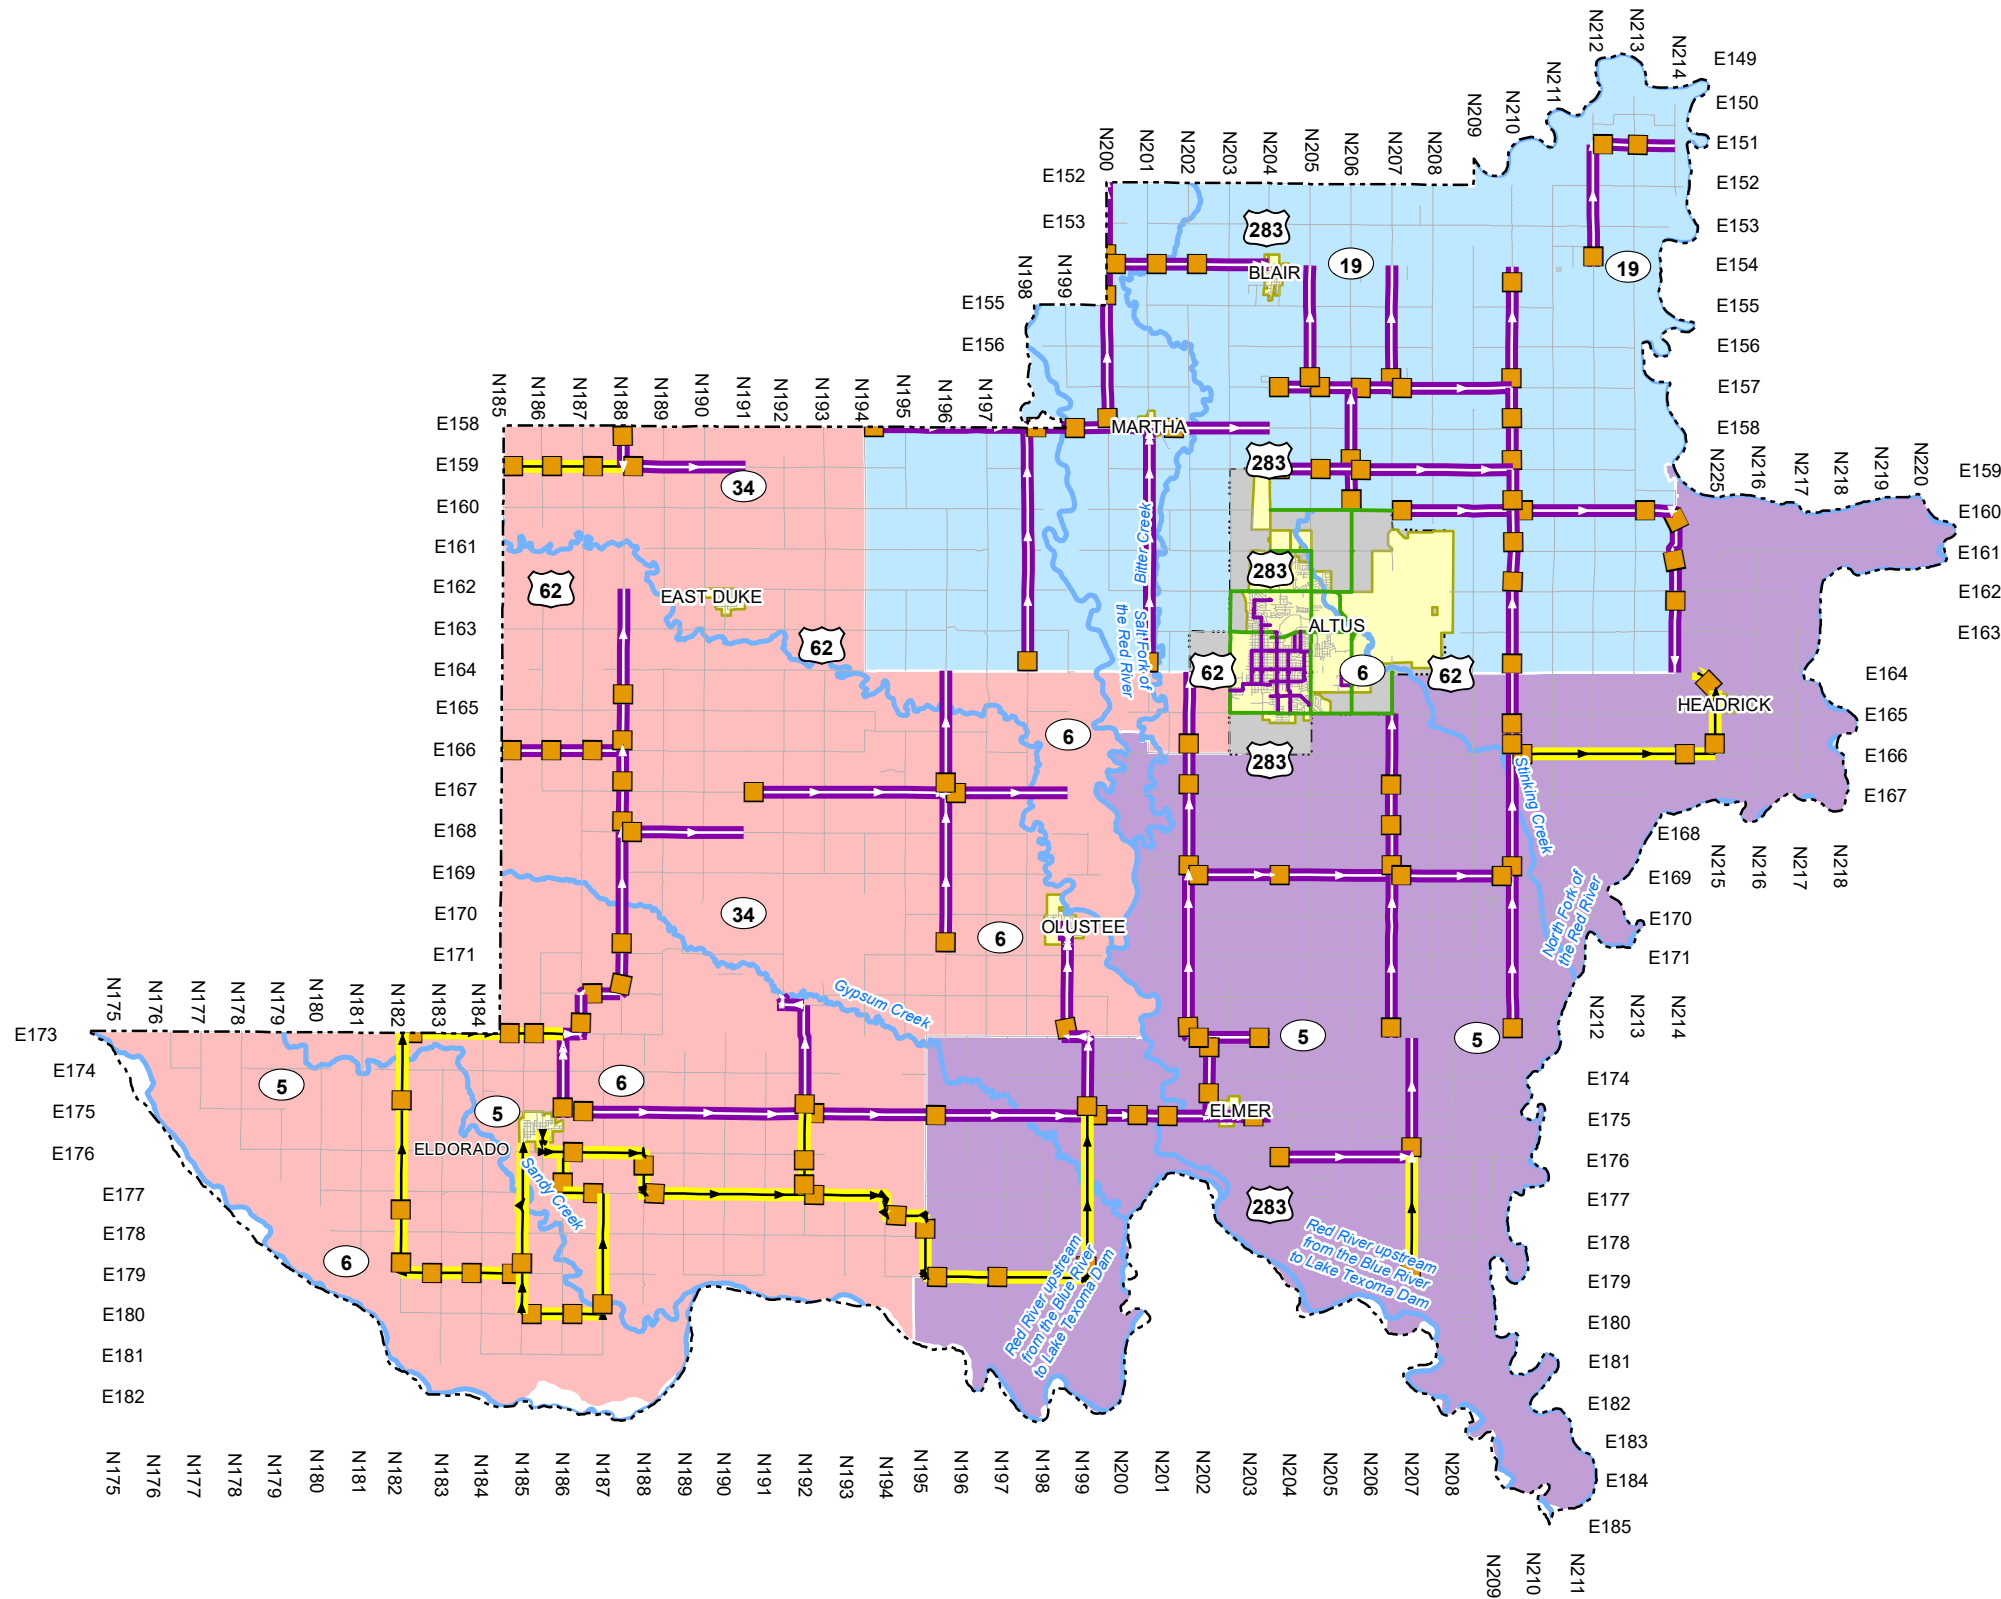 N212
N213
N214
E149
E150
E151
E152
E153
E154
E155
E156
E157
E158
N211
N210
N209
N200
N201
N202
N203
N204
N205
N206
N207
N208
E152
E153
283
19
19
BLAIR
N198
N199
E155
E156
N185
N186
N187
N188
N189
N190
N191
N192
N193
N194
N195
N196
N197
MARTHA
E158
E159
E160
E161
E162
E163
E164
E165
E166
E167
E168
E169
E170
E171
283
34
N225
N216
N217
N218
N219
N220
E159
E160
E161
E162
E163
E164
E165
E166
E167
62
EAST DUKE
62
Bitter Creek
Salt Fork of
the Red River
283
ALTUS
62
6
62
HEADRICK
6
283
Stinking Creek
E168
E169
E170
E171
N215
N216
N217
N218
North Fork of
the Red River
34
6
OLUSTEE
Gypsum Creek
N175
N176
N177
N178
N179
N180
N181
N182
N183
N184
N212
N213
N214
5
5
E173
E174
E175
E176
E177
E178
E179
E180
E181
E182
5
6
5
ELDORADO
Sandy Creek
6
ELMER
283
Red River upstream
from the Blue River
to Lake Texoma Dam
Red River upstream
from the Blue River
to Lake Texoma Dam
E174
E175
E176
E177
E178
E179
E180
E181
E182
E183
E184
E185
N175
N176
N177
N178
N179
N180
N181
N182
N184
N185
N186
N187
N188
N189
N190
N191
N192
N193
N194
N195
N196
N197
N198
N199
N200
N201
N202
N203
N204
N205
N206
N207
N208
N209
N210
N211